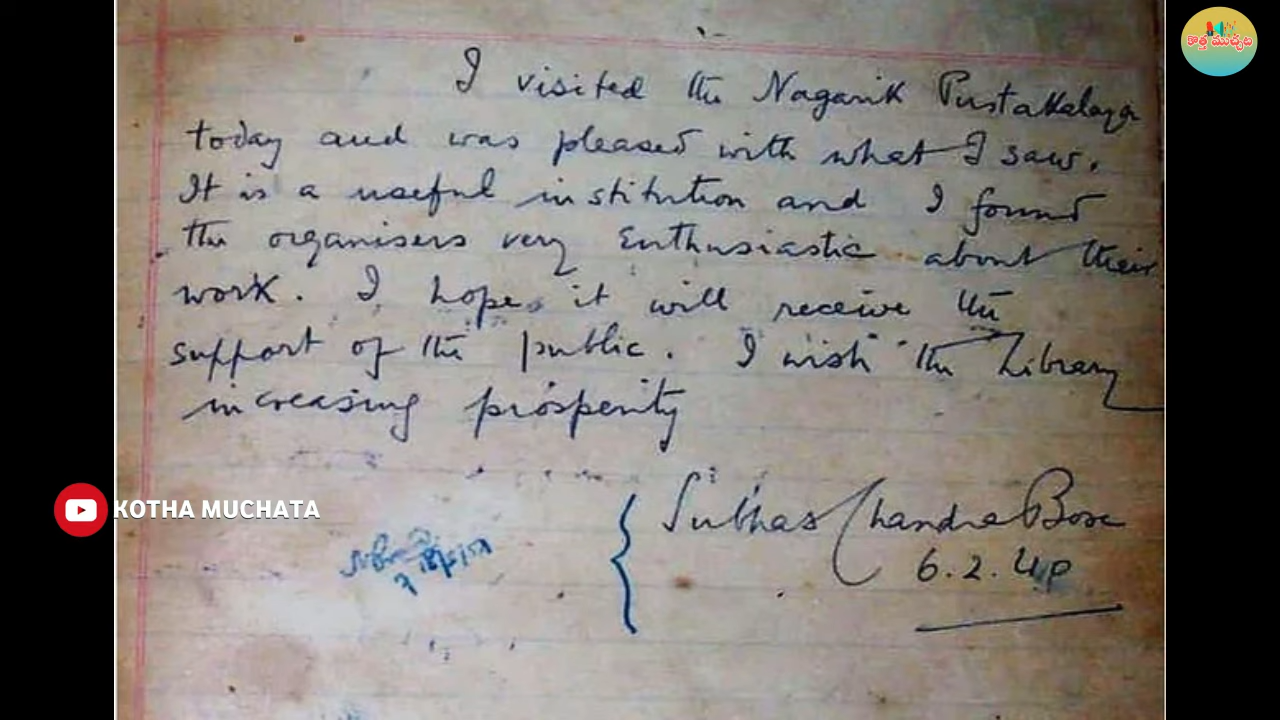 కొత్త ముచ్చట
I visited the Nagarik Pustakalaya
today and was pleased with what I saw.
It is a useful institution and I found
the organisers very Enthusiastic about their
work. I hope it will receive the
support of the public. I wish the Library
increasing prosperity
KOTHA MUCHATA
Subhas Chandra Bose
6.2.40